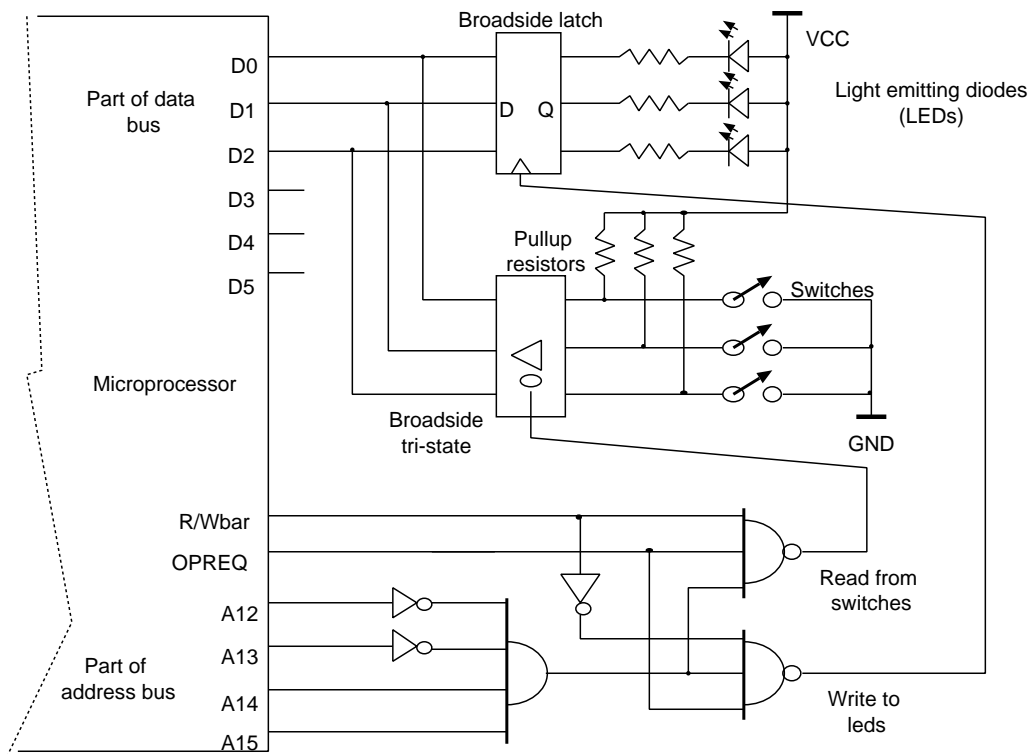 Broadside latch
VCC
D0
Part of data
bus
D1
D
Q
Light emitting diodes
(LEDs)
D2
D3
D4
D5
Pullup
resistors
Switches
Microprocessor
Broadside
tri-state
GND
R/Wbar
OPREQ
Read from
switches
A12
A13
Part of
address bus
A14
A15
Write to
leds